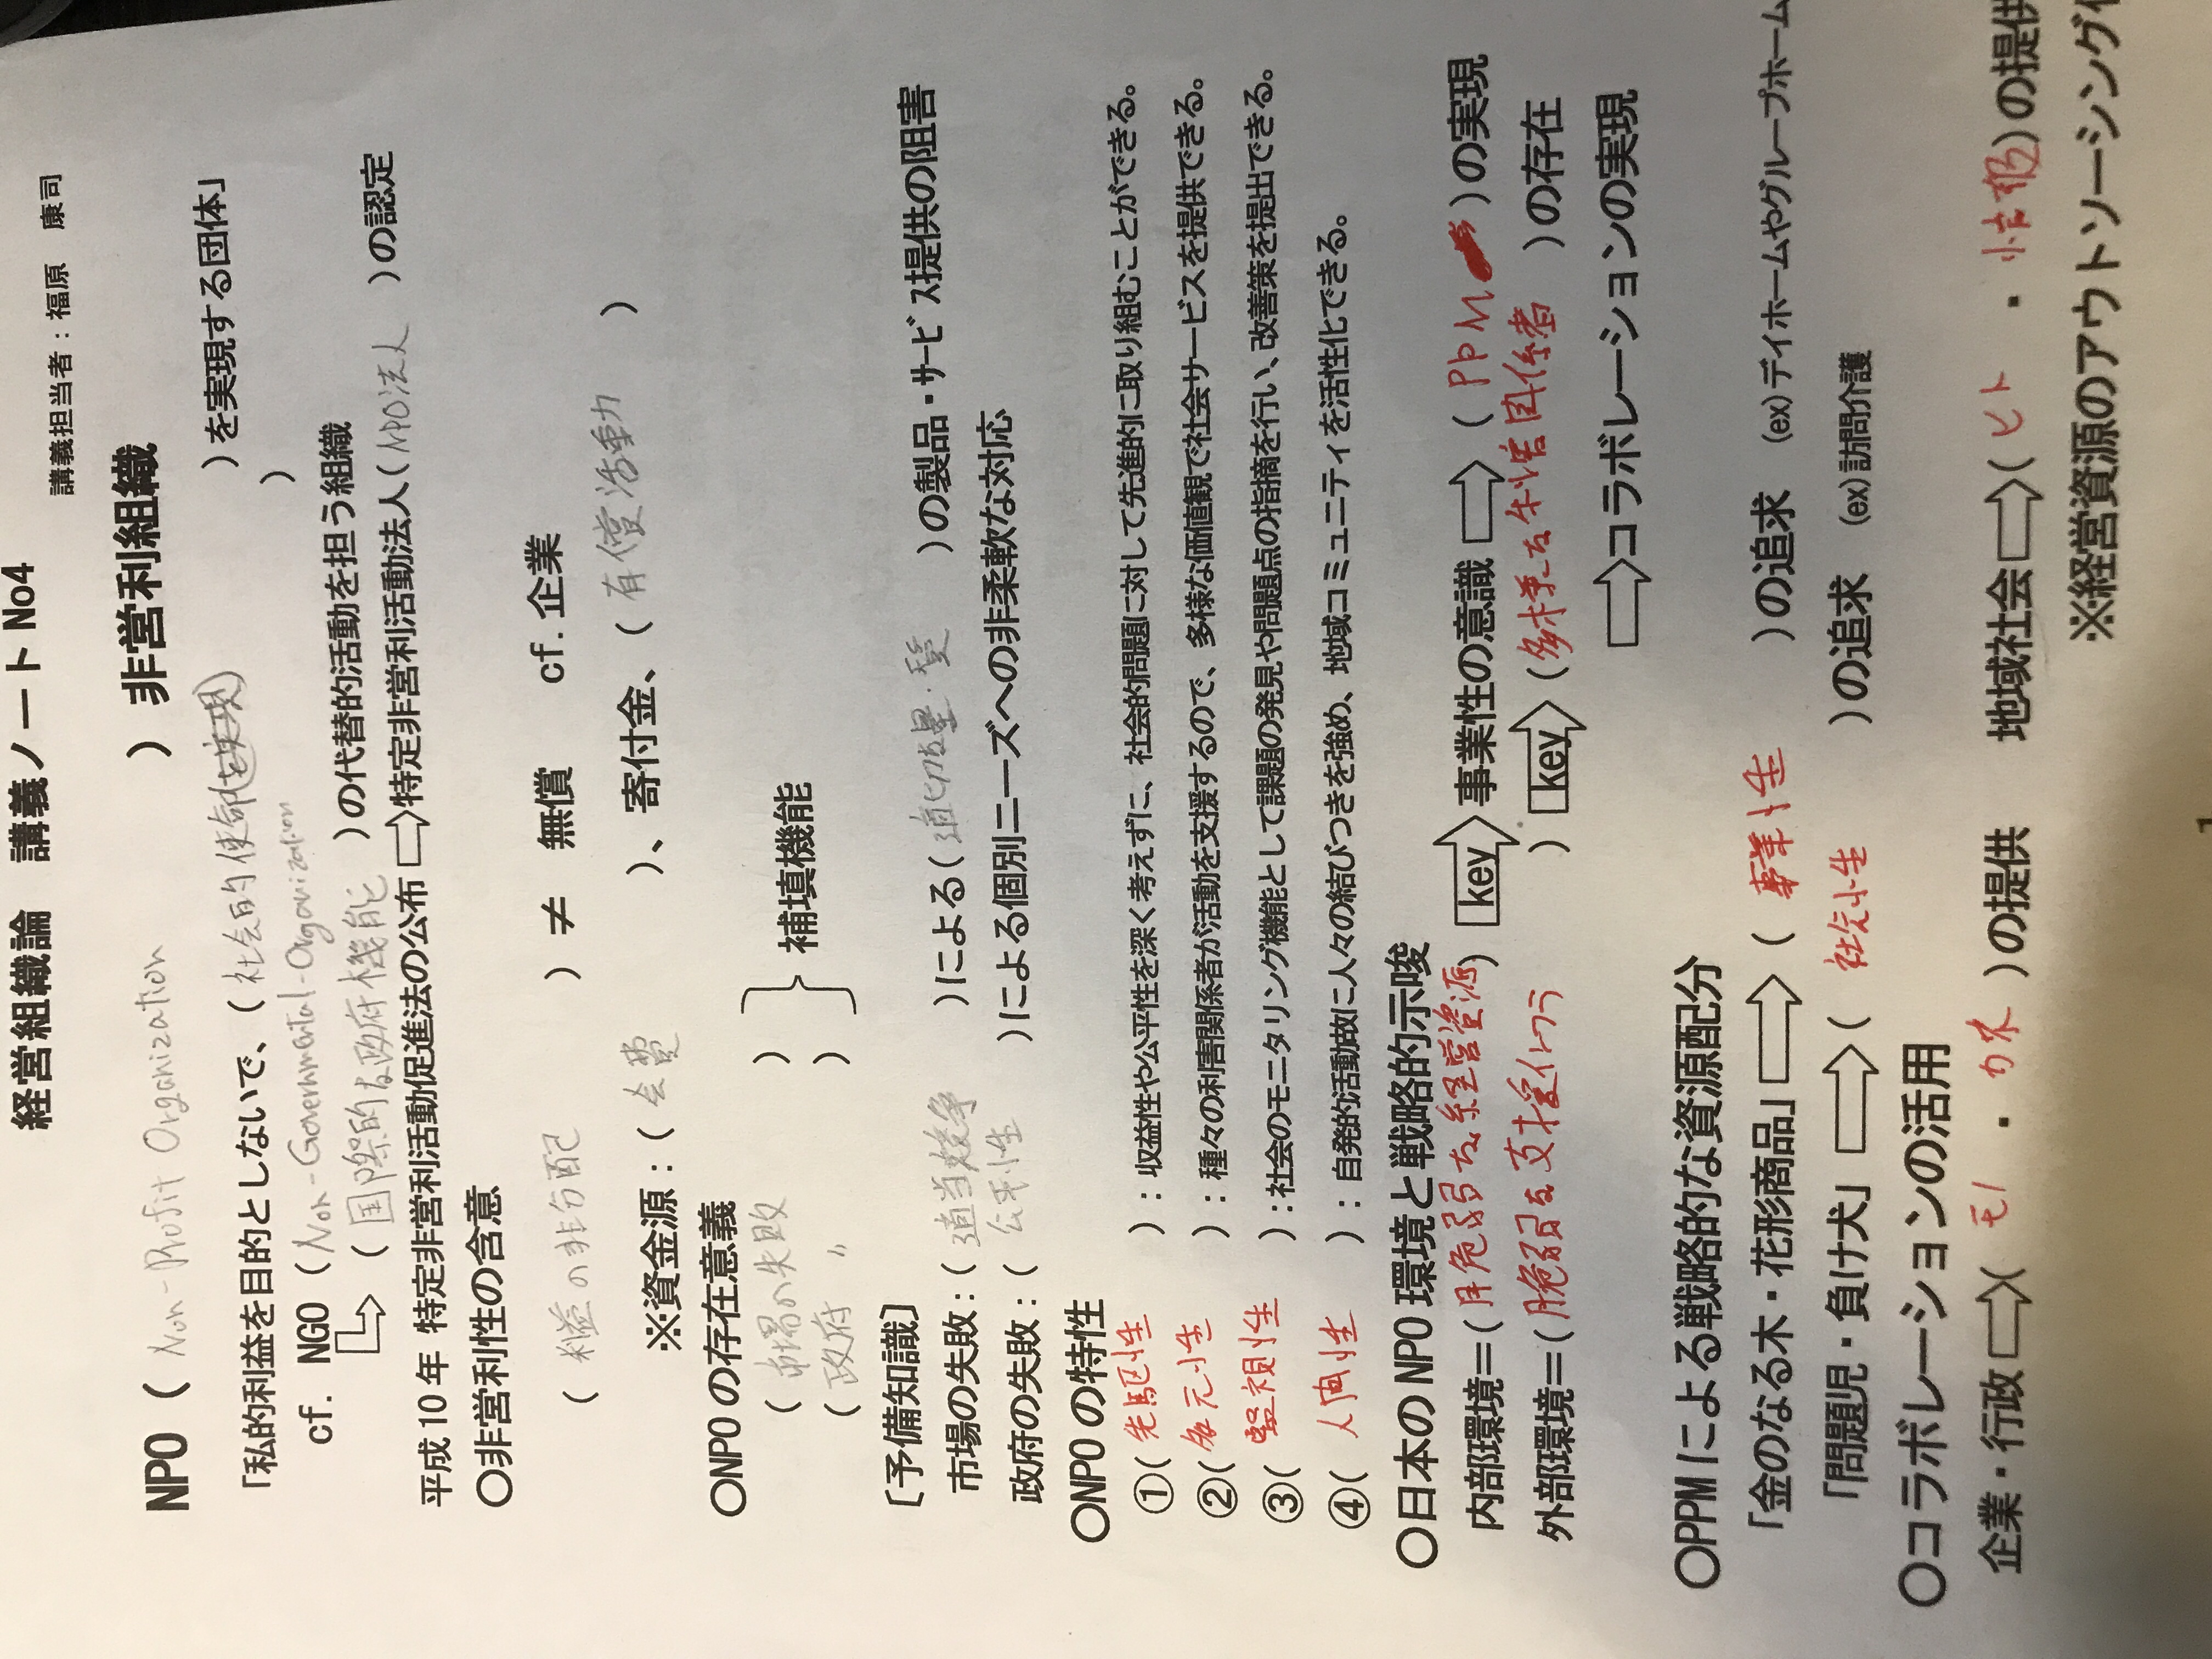 経営組織論 講義ノート No4
講義担当者：福原 康司
NPO ( Non-Profit Organization ) 非営利組織
「私的利益を目的としないで、( 社会的使命(を実現) )を実現する団体」
cf. NGO ( Non-Governmental-Organization )
( 国際的な政府機能 )の代替的活動を担う組織
平成10年 特定非営利活動促進法の公布 ⇨ 特定非営利活動法人( NPO法人 )の認定
〇非営利性の含意
( 利益の非分配 ) ≠ 無償 cf. 企業
※資金源：( 会費 )、寄付金、( 有償活動 )
〇NPOの存在意義
( 市場の失敗 )
( 政府 〃 ) 補填機能
〔予備知識〕
市場の失敗：( 適当競争 )による( 適切な量・質 )の製品・ｻｰﾋﾞｽ提供の阻害
政府の失敗：( 公平性 )による個別ニーズへの非柔軟な対応
〇NPOの特性
①( 先駆性 )：収益性や公平性を深く考えずに、社会的問題に対して先進的に取り組むことができる。
②( 多元性 )：種々の利害関係者が活動を支援するので、多様な価値観で社会サービスを提供できる。
③( 監視性 )：社会のモニタリング機能として課題の発見や問題点の指摘を行い、改善策を提出できる。
④( 人間性 )：自発的活動故に人々の結びつきを強め、地域コミュニティを活性化できる。
〇日本のNPO環境と戦略的示唆
内部環境＝( 脆弱な経営資源 ) key 事業性の意識 ⇨ ( PPM )の実現
外部環境＝( 脆弱な支援インフラ ) key ( 多様な利害関係者 )の存在
⇨コラボレーションの実現
〇PPMによる戦略的な資源配分
「金のなる木・花形商品」⇨( 事業性 )の追求 (ex)デイホームやグループホーム
「問題児・負け犬」⇨( 社会性 )の追求 (ex)訪問介護
〇コラボレーションの活用
企業・行政⇨( モノ ・ カネ )の提供 地域社会⇨( ヒト ・ 情報 )の提供
※経営資源のアウトソーシング